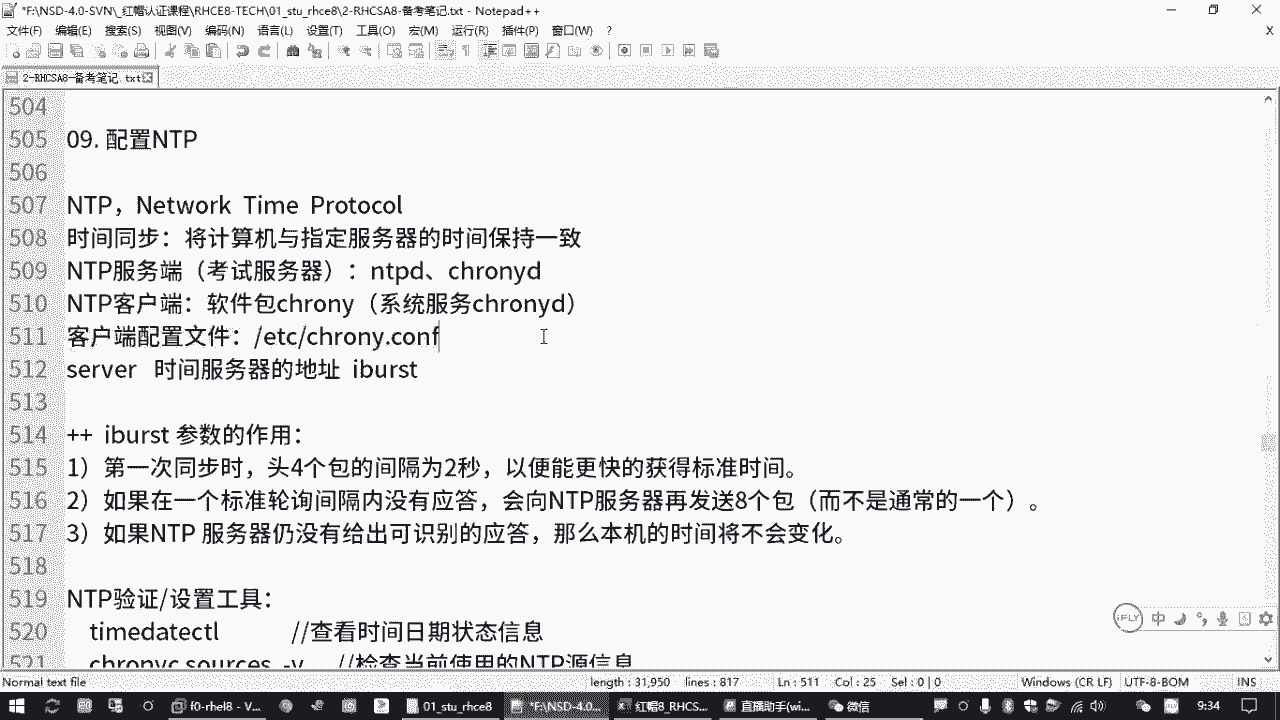 *F:\NSD-4.0-SVN\_红帽认证课程\RHCE8-TECH\01_stu_rhce8\2-RHCSA8-备考笔记.txt - Notepad++
文件(F) 编辑(E) 搜索(S) 视图(V) 编码(N) 语言(L) 设置(T) 工具(O) 宏(M) 运行(R) 插件(P) 窗口(W) ? X
2-RHCSA8-备考笔记.txt
504
505 09. 配置NTP
506
507 NTP，Network Time Protocol
508 时间同步：将计算机与指定服务器的时间保持一致
509 NTP服务端（考试服务器）：ntpd、chronyd
510 NTP客户端：软件包chrony（系统服务chronyd）
511 客户端配置文件：/etc/chrony.conf
512 server 时间服务器的地址 iburst
513
514 ++ iburst 参数的作用：
515 1）第一次同步时，头4个包的间隔为2秒，以便能更快的获得标准时间。
516 2）如果在一个标准轮询间隔内没有应答，会向NTP服务器再发送8个包（而不是通常的一个）。
517 3）如果NTP 服务器仍没有给出可识别的应答，那么本机的时间将不会变化。
518
519 NTP验证/设置工具：
520 timedatectl //查看时间日期状态信息
521 chronyc sources -v //检查当前使用的NTP源信息
iFLY 中
Normal text file length : 31,950 lines : 817 Ln : 511 Col : 25 Sel : 0 | 0 Windows (CR LF) UTF-8-BOM INS
f0-rhel8 - V... 01_stu_rhce8 *F:\NSD-4.0... 红帽8_RHCS... 直播助手(wi... 微信 9:34